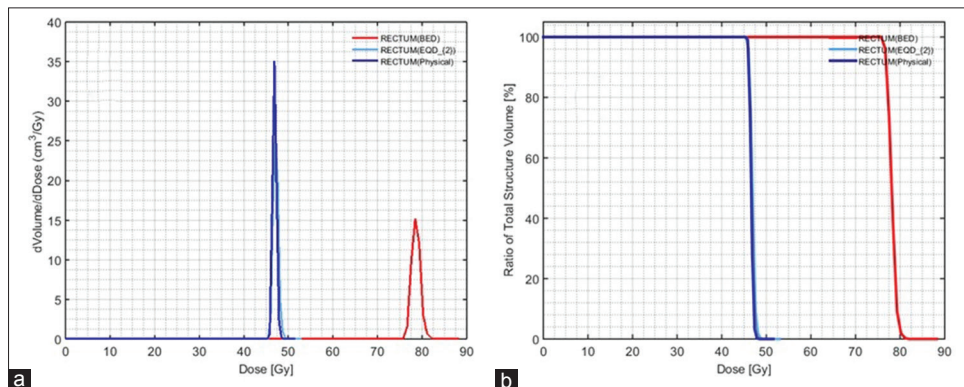 40
35
30
25
20
15
10
5
0
dVolume/dDose (cm³/Gy)
RECTUM(BED)
RECTUM(EQD_{2})
RECTUM(Physical)
0 10 20 30 40 50 60 70 80 90
Dose [Gy]
a
100
80
60
40
20
0
Ratio of Total Structure Volume [%]
RECTUM(BED)
RECTUM(EQD_{2})
RECTUM(Physical)
0 10 20 30 40 50 60 70 80 90
Dose [Gy]
b